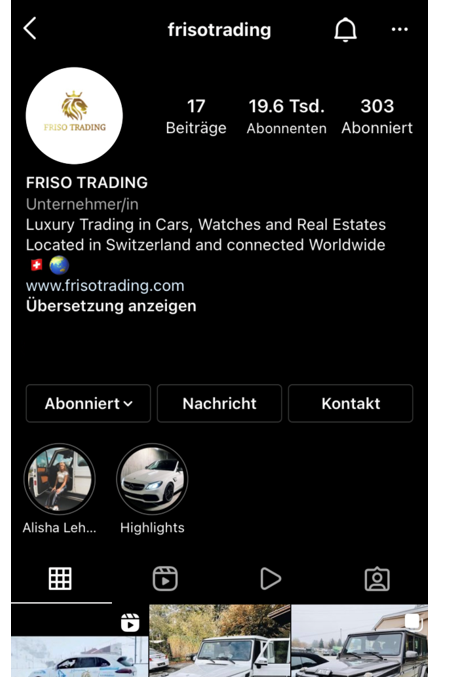 frisotrading
FRISO TRADING
17
Beiträge
19.6 Tsd.
Abonnenten
303
Abonniert
FRISO TRADING
Unternehmer/in
Luxury Trading in Cars, Watches and Real Estates
Located in Switzerland and connected Worldwide
🇨🇭 🌏
www.frisotrading.com
Übersetzung anzeigen
Abonniert
Nachricht
Kontakt
Alisha Leh...
Highlights